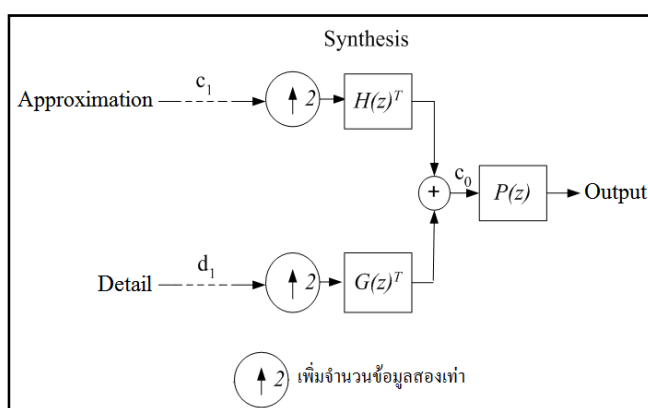 Synthesis
Approximation
c₁
↑ 2
H(z)ᵀ
+
c₀
P(z)
Output
Detail
d₁
↑ 2
G(z)ᵀ
↑ 2 เพิ่มจำนวนข้อมูลสองเท่า